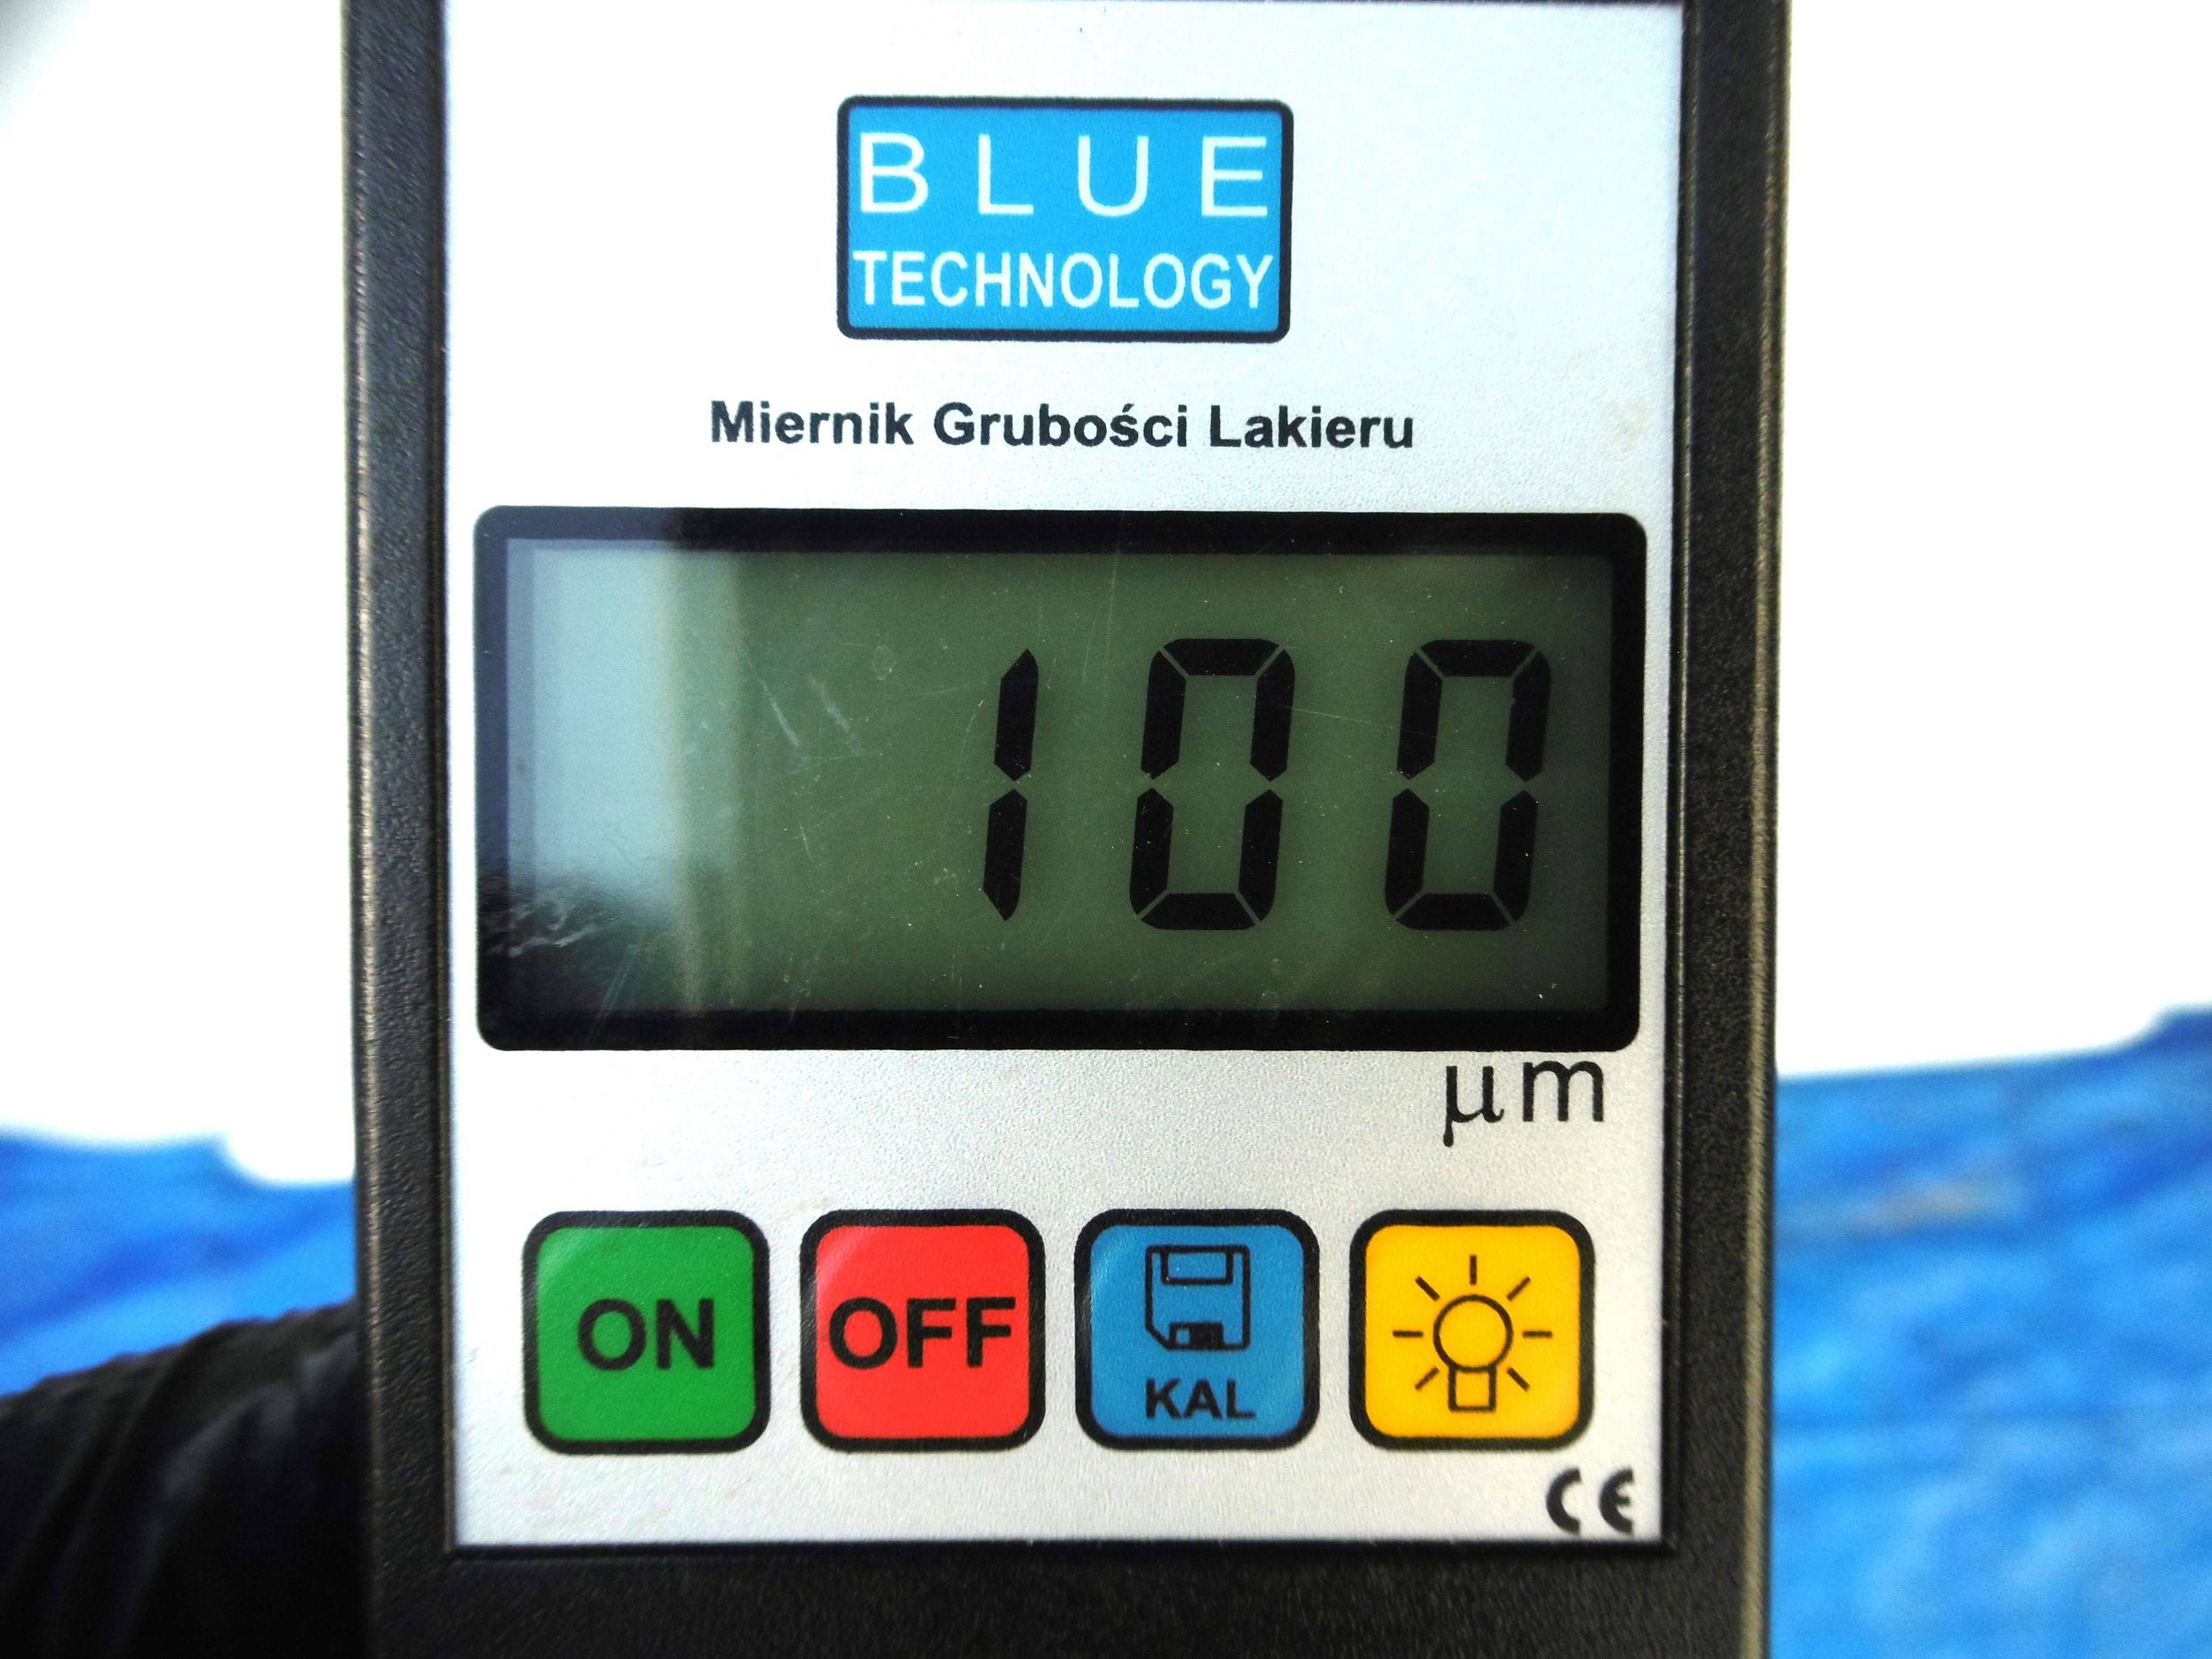 BLUE
TECHNOLOGY
Miernik Grubości Lakieru
100
µm
ON OFF KAL
CE